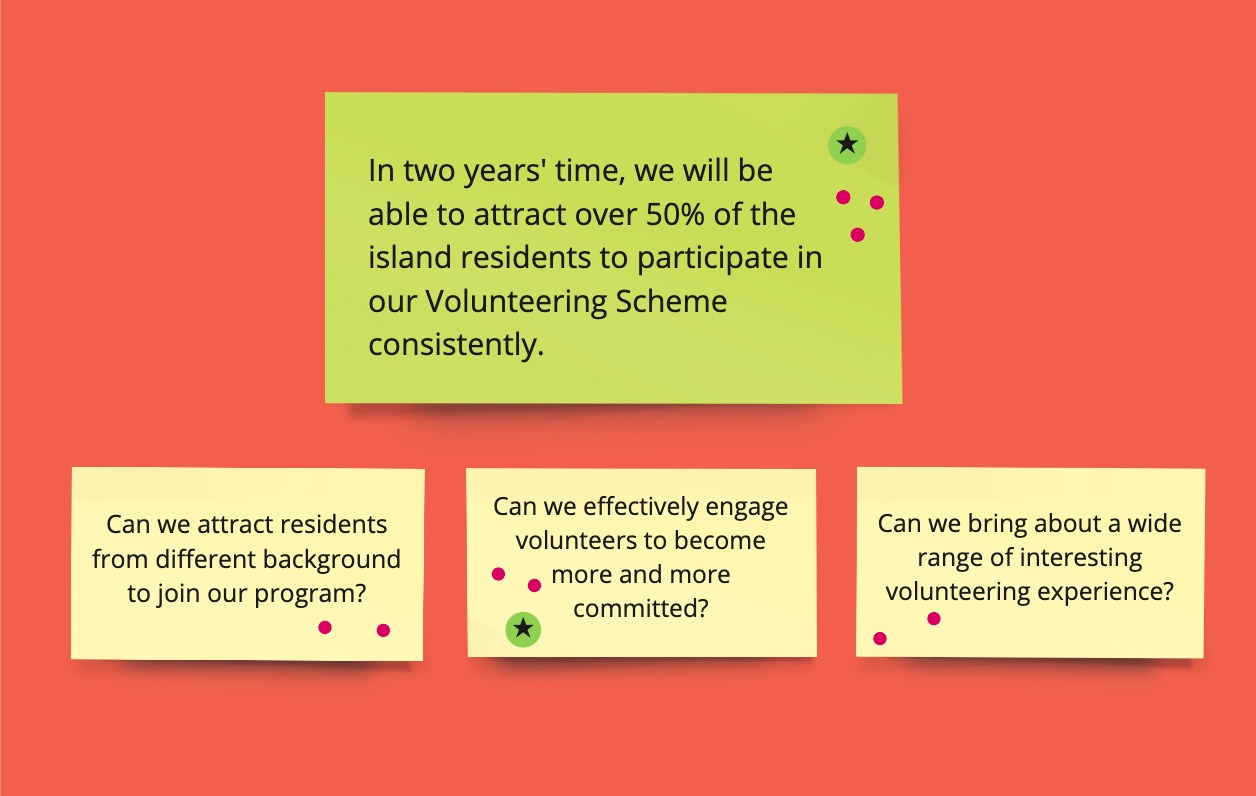 In two years' time, we will be
able to attract over 50% of the
island residents to participate in
our Volunteering Scheme
consistently.
Can we attract residents
from different background
to join our program?
Can we effectively engage
volunteers to become
more and more
committed?
Can we bring about a wide
range of interesting
volunteering experience?